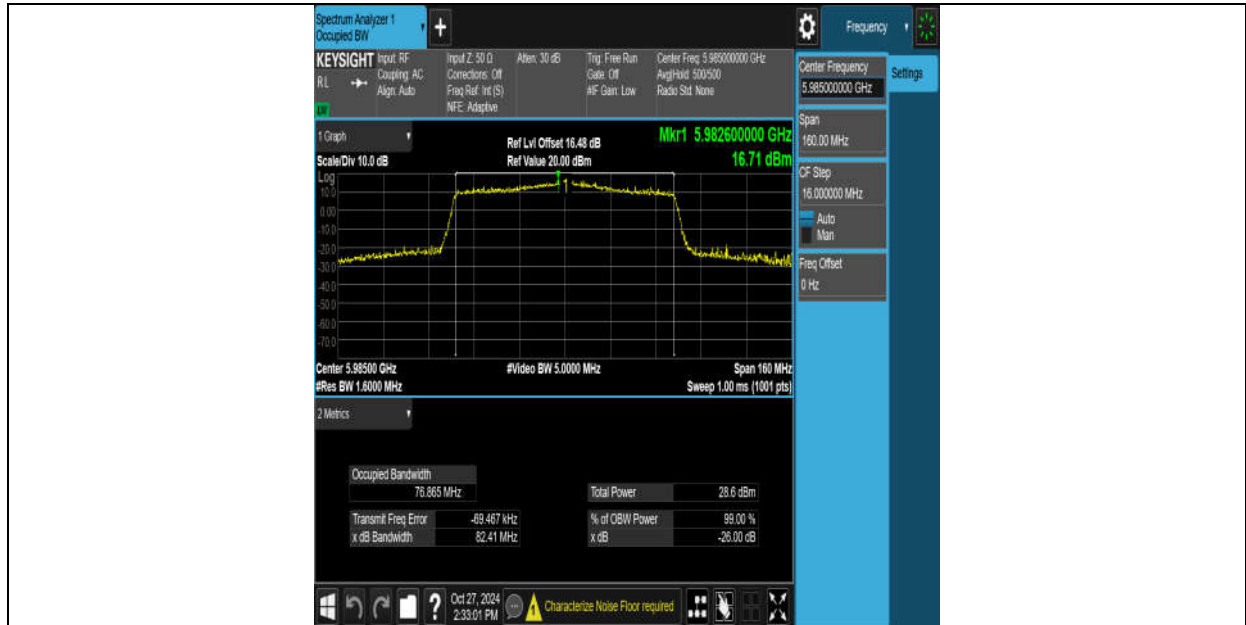 Spectrum Analyzer 1
Occupied BW
+
Frequency
KEYSIGHT
RL
Input: RF
Coupling: AC
Align: Auto
Input Z: 50 Ω
Corrections: Off
Freq Ref: Int (S)
NFE: Adaptive
Atten: 30 dB
Trig: Free Run
Gate: Off
#IF Gain: Low
Center Freq: 5.985000000 GHz
Avg|Hold: 500/500
Radio Std: None
Center Frequency
5.985000000 GHz
Settings
Span
160.00 MHz
CF Step
16.000000 MHz
Auto
Man
Freq Offset
0 Hz
1 Graph
Scale/Div 10.0 dB
Ref Lvl Offset 16.48 dB
Ref Value 20.00 dBm
Mkr1 5.982600000 GHz
16.71 dBm
Log
10.0
0.00
-10.0
-20.0
-30.0
-40.0
-50.0
-60.0
-70.0
1
Center 5.98500 GHz
#Video BW 5.0000 MHz
Span 160 MHz
#Res BW 1.6000 MHz
Sweep 1.00 ms (1001 pts)
2 Metrics
Occupied Bandwidth
76.865 MHz
Total Power 28.6 dBm
Transmit Freq Error -69.467 kHz
% of OBW Power 99.00 %
x dB Bandwidth 82.41 MHz
x dB -26.00 dB
?
Oct 27, 2024
2:33:01 PM
Characterize Noise Floor required